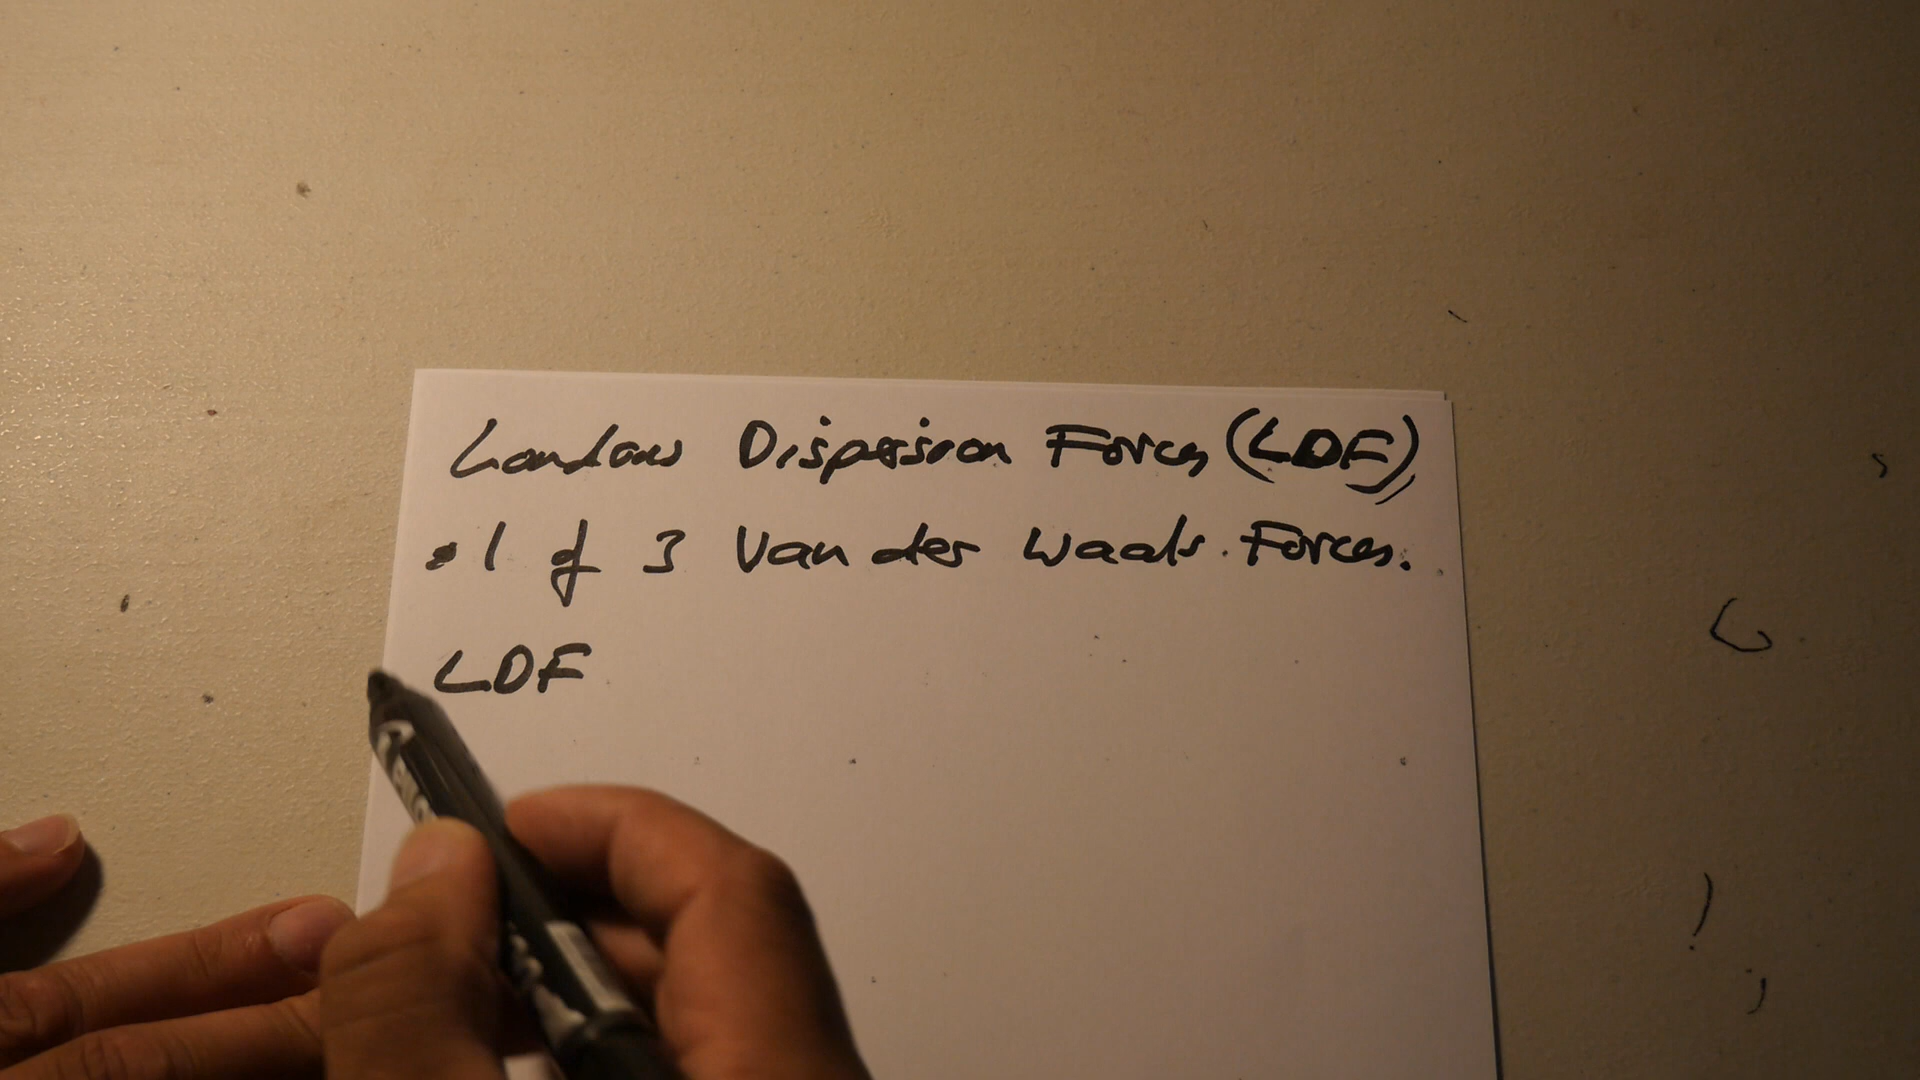 London Dispersion Forces (LDF)
• 1 of 3 Van der Waals Forces.
LDF